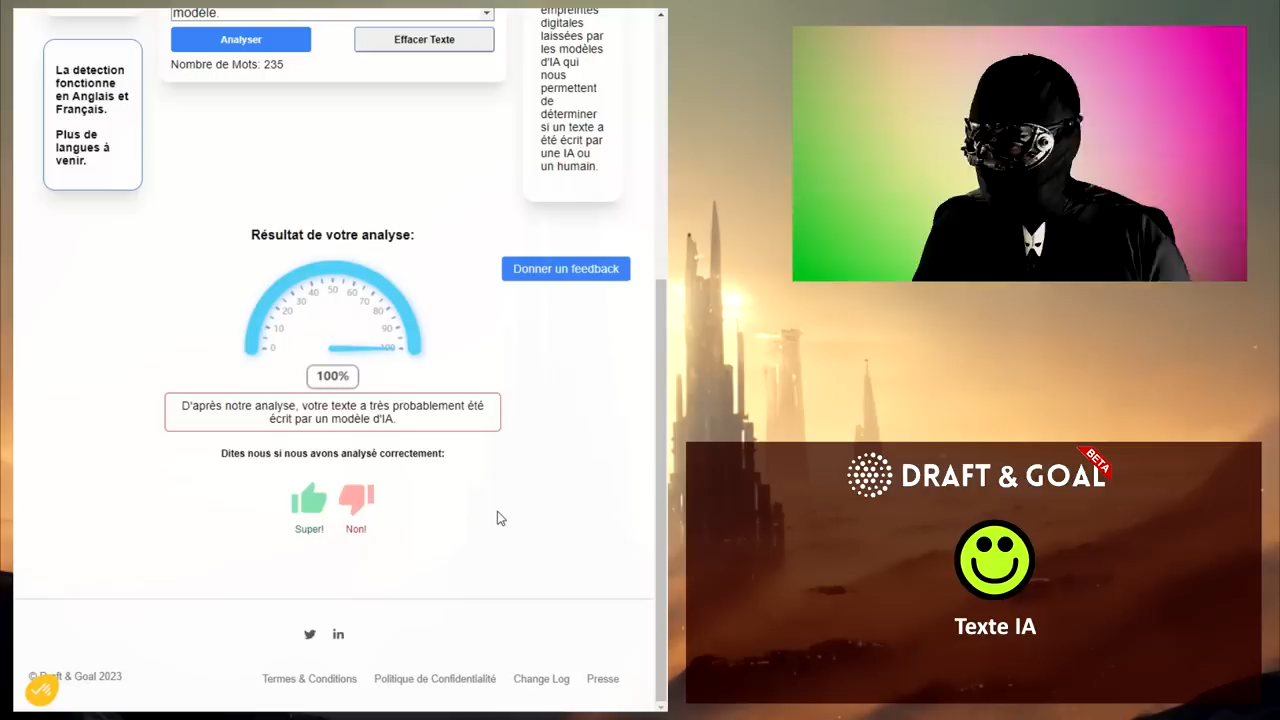 modèle.
Analyser
Effacer Texte
Nombre de Mots: 235
La detection
fonctionne
en Anglais et
Français.
Plus de
langues à
venir.
empreintes
digitales
laissées par
les modèles
d'IA qui
nous
permettent
de
déterminer
si un texte a
été écrit par
une IA ou
un humain.
Résultat de votre analyse:
Donner un feedback
0
10
20
30
40
50
60
70
80
90
100
100%
D'après notre analyse, votre texte a très probablement été
écrit par un modèle d'IA.
Dites nous si nous avons analysé correctement:
Super!
Non!
© Draft & Goal 2023
Termes & Conditions
Politique de Confidentialité
Change Log
Presse
DRAFT & GOAL
BETA
Texte IA